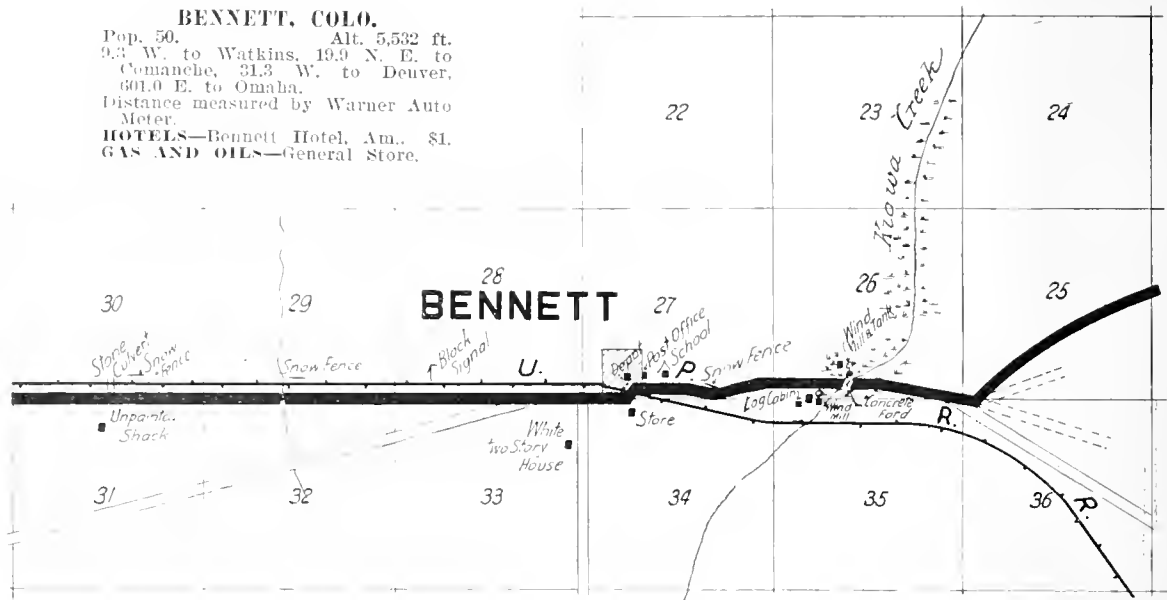 BENNETT, COLO.
Pop. 50. Alt. 5,532 ft.
9.3 W. to Watkins, 19.9 N. E. to
Comanche, 31.3 W. to Denver,
601.0 E. to Omaha.
Distance measured by Warner Auto
Meter.
HOTELS—Bennett Hotel, Am., $1.
GAS AND OILS—General Store.
22
23
24
Kiowa Creek
30
29
28
27
26
25
BENNETT
Stone
Culvert
Snow
Fence
Snow Fence
Block
Signal
U.
Depot
Post Office
School
P.
Snow Fence
Wind
Mill & Tank
Unpainte.
Shack
White
Two Story
House
Store
Log Cabin
Wind
Mill
Concrete
Ford
R.
31
32
33
34
35
36
R.